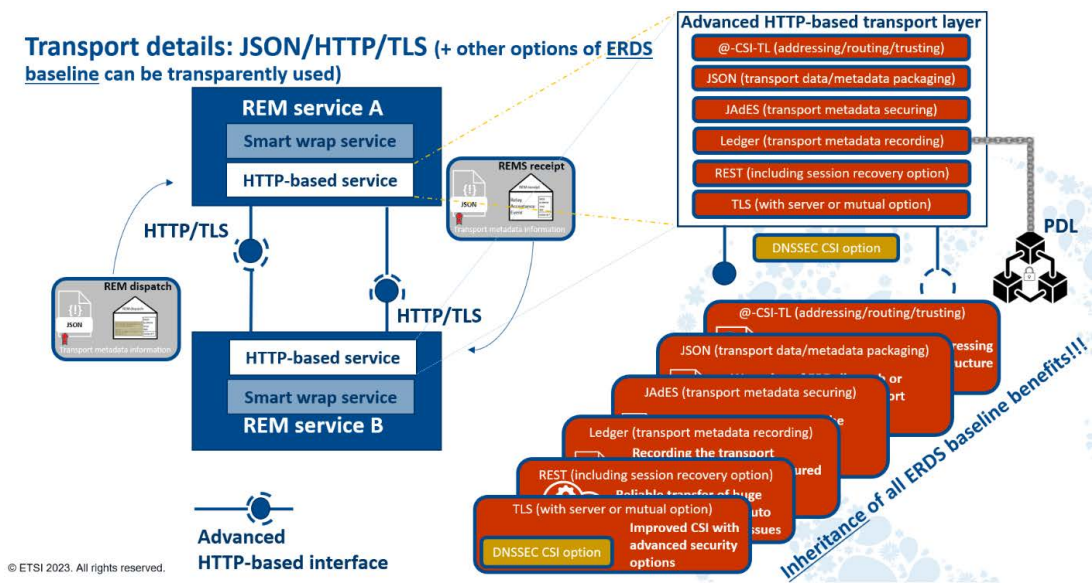 Transport details: JSON/HTTP/TLS (+ other options of ERDS
baseline can be transparently used)
REM service A
Smart wrap service
HTTP-based service
HTTP/TLS
REM dispatch
{!}
JSON
REM dispatch
Transport metadata information
REMS receipt
{!}
JSON
REM receipt
Relay
Acceptance
Event
Transport metadata information
HTTP/TLS
HTTP-based service
Smart wrap service
REM service B
Advanced
HTTP-based interface
© ETSI 2023. All rights reserved.
Advanced HTTP-based transport layer
@-CSI-TL (addressing/routing/trusting)
JSON (transport data/metadata packaging)
JAdES (transport metadata securing)
Ledger (transport metadata recording)
REST (including session recovery option)
TLS (with server or mutual option)
DNSSEC CSI option
PDL
@-CSI-TL (addressing/routing/trusting)
JSON (transport data/metadata packaging)
JAdES (transport metadata securing)
Ledger (transport metadata recording)
Recording the transport
REST (including session recovery option)
Reliable transfer of huge
TLS (with server or mutual option)
Improved CSI with
advanced security
options
DNSSEC CSI option
Inheritance of all ERDS baseline benefits!!!